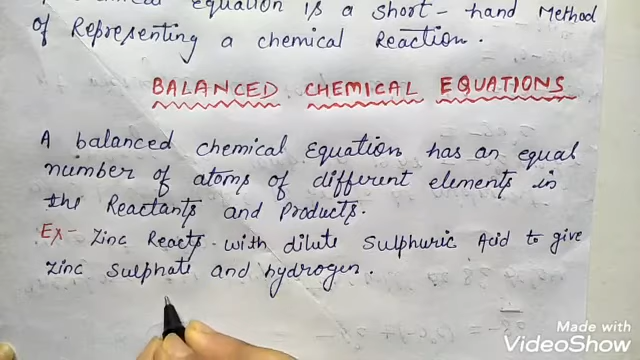 equation is a short-hand Method
of Representing a chemical Reaction.
BALANCED CHEMICAL EQUATIONS
A balanced chemical Equation has an equal
number of atoms of different elements in
the Reactants and Products.
Ex- Zinc Reacts with dilute Sulphuric Acid to give
Zinc Sulphate and hydrogen.
Made with
VideoShow